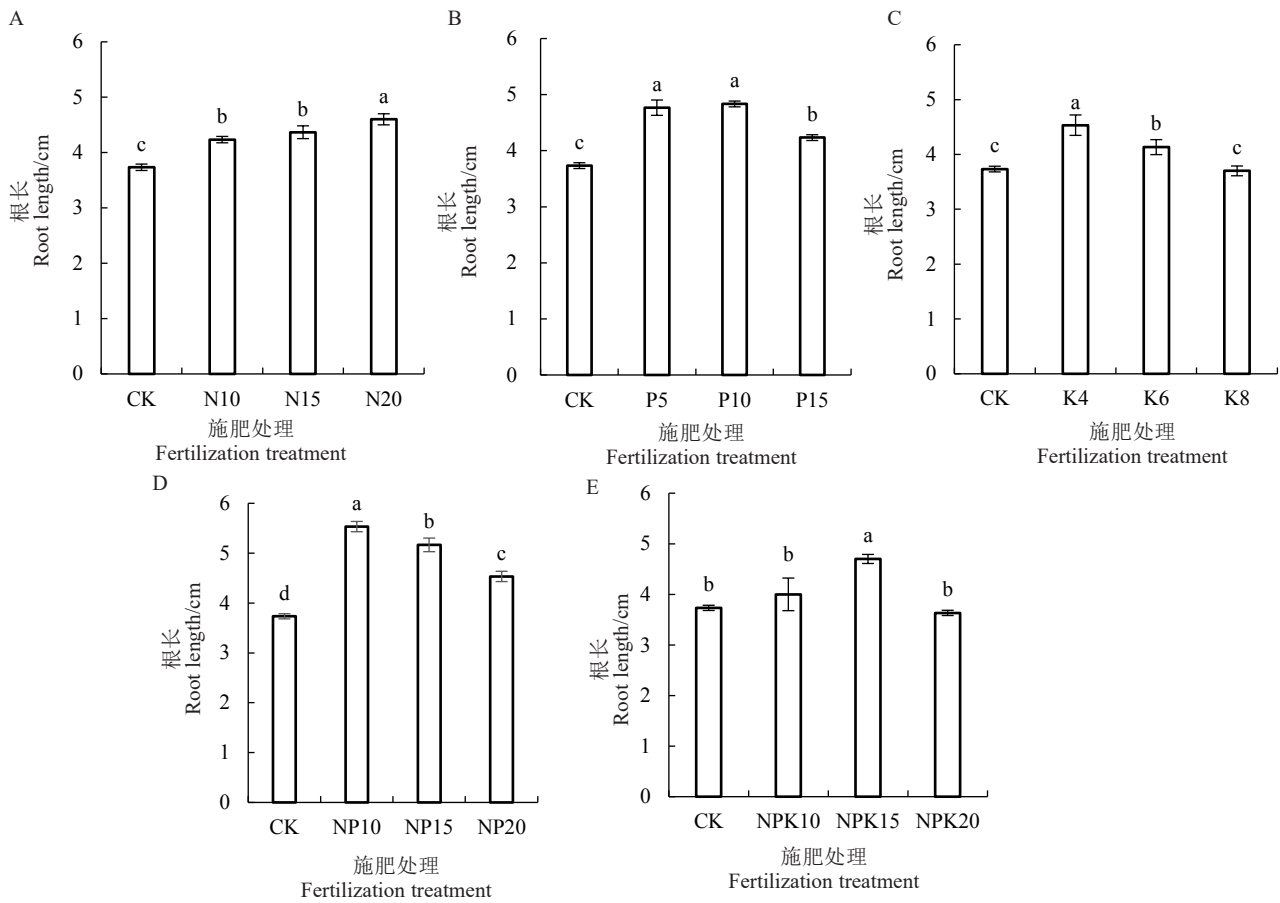 A
6
5
4
3
2
1
0
根长
Root length/cm
c
b
b
a
CK N10 N15 N20
施肥处理
Fertilization treatment
B
6
5
4
3
2
1
0
根长
Root length/cm
c
a
a
b
CK P5 P10 P15
施肥处理
Fertilization treatment
C
6
5
4
3
2
1
0
根长
Root length/cm
c
a
b
c
CK K4 K6 K8
施肥处理
Fertilization treatment
D
6
5
4
3
2
1
0
根长
Root length/cm
d
a
b
c
CK NP10 NP15 NP20
施肥处理
Fertilization treatment
E
6
5
4
3
2
1
0
根长
Root length/cm
b
b
a
b
CK NPK10 NPK15 NPK20
施肥处理
Fertilization treatment